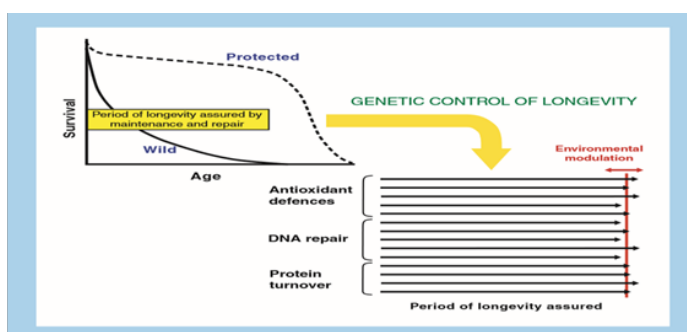 Protected
GENETIC CONTROL OF LONGEVITY
Survival
Period of longevity assured by
maintenance and repair
Wild
Age
Environmental
modulation
Antioxidant
defences
DNA repair
Protein
turnover
Period of longevity assured